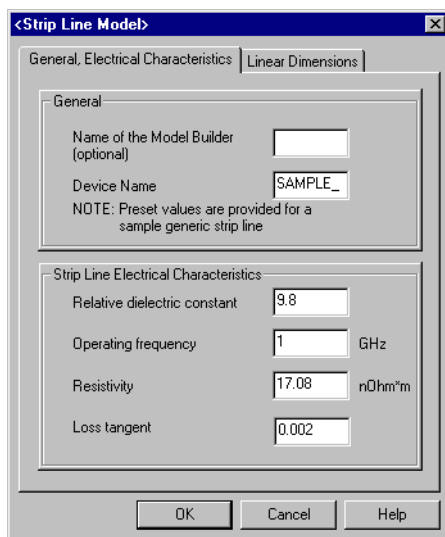 <Strip Line Model>
General, Electrical Characteristics
Linear Dimensions
General
Name of the Model Builder
(optional)
Device Name
SAMPLE_
NOTE: Preset values are provided for a
sample generic strip line
Strip Line Electrical Characteristics
Relative dielectric constant
9.8
Operating frequency
1
GHz
Resistivity
17.08
nOhm*m
Loss tangent
0.002
OK
Cancel
Help